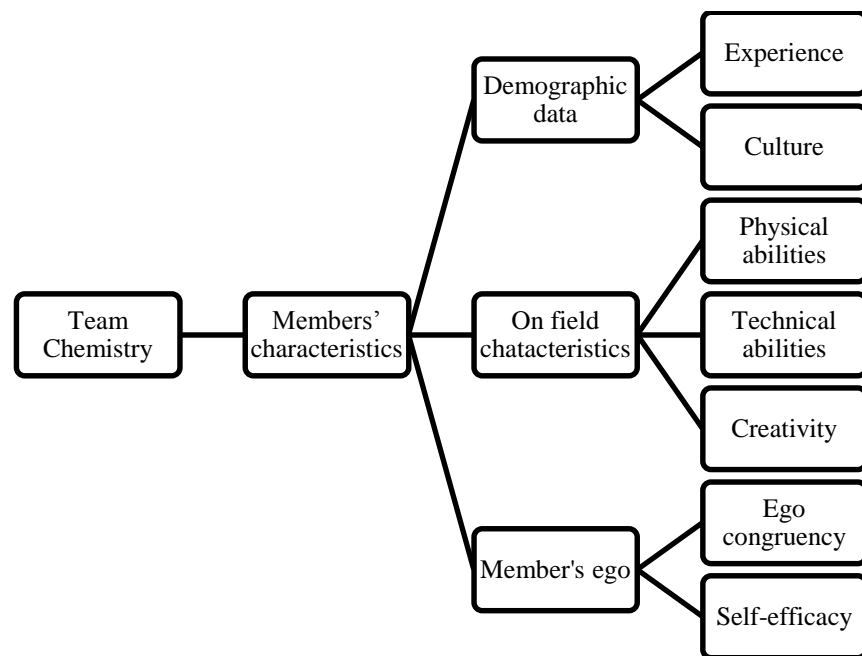 Team
Chemistry
Members’
characteristics
Demographic
data
Experience
Culture
On field
chatacteristics
Physical
abilities
Technical
abilities
Creativity
Member's ego
Ego
congruency
Self-efficacy